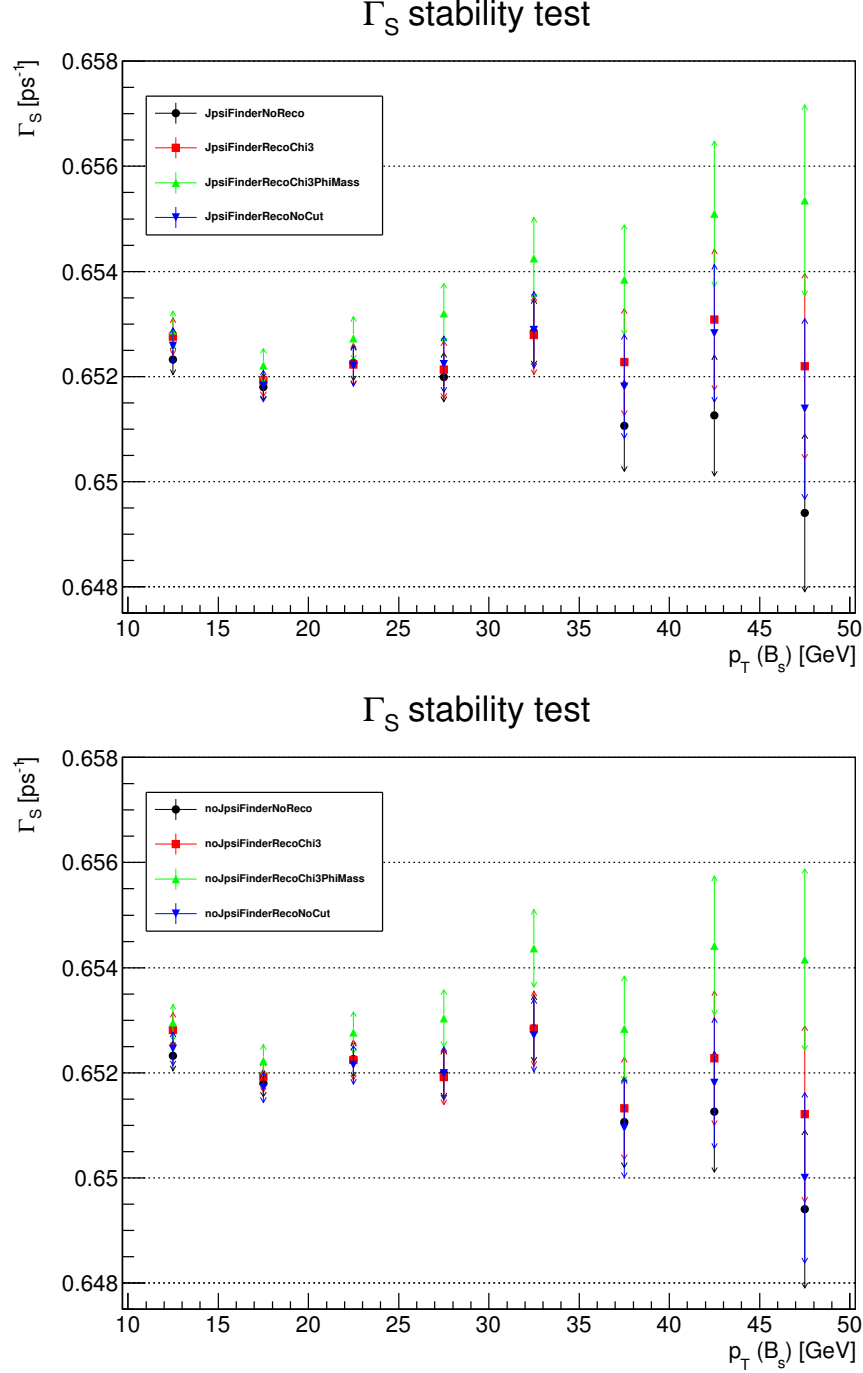 Γ_S stability test
Γ_S [ps⁻¹]
0.658
0.656
0.654
0.652
0.65
0.648
JpsiFinderNoReco
JpsiFinderRecoChi3
JpsiFinderRecoChi3PhiMass
JpsiFinderRecoNoCut
10 15 20 25 30 35 40 45 50
p_T (B_s) [GeV]
Γ_S stability test
Γ_S [ps⁻¹]
0.658
0.656
0.654
0.652
0.65
0.648
noJpsiFinderNoReco
noJpsiFinderRecoChi3
noJpsiFinderRecoChi3PhiMass
noJpsiFinderRecoNoCut
10 15 20 25 30 35 40 45 50
p_T (B_s) [GeV]